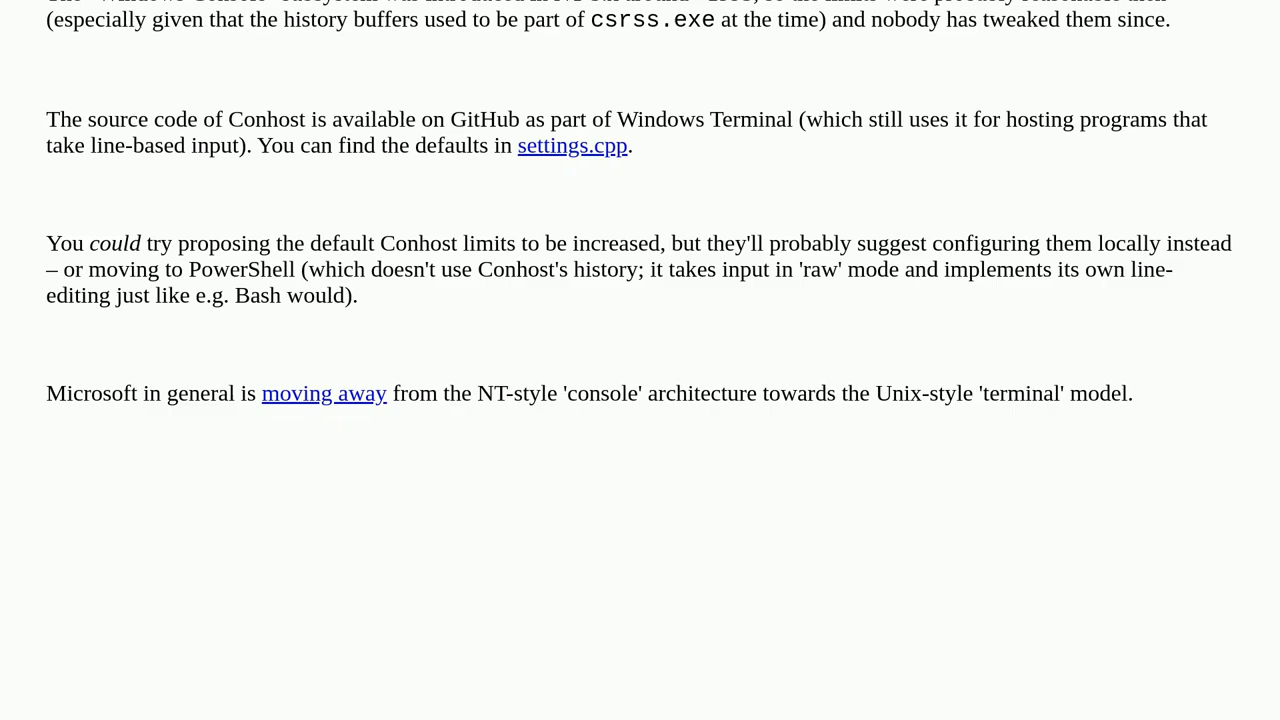 (especially given that the history buffers used to be part of csrss.exe at the time) and nobody has tweaked them since.
The source code of Conhost is available on GitHub as part of Windows Terminal (which still uses it for hosting programs that
take line-based input). You can find the defaults in settings.cpp.
You could try proposing the default Conhost limits to be increased, but they'll probably suggest configuring them locally instead
– or moving to PowerShell (which doesn't use Conhost's history; it takes input in 'raw' mode and implements its own line-
editing just like e.g. Bash would).
Microsoft in general is moving away from the NT-style 'console' architecture towards the Unix-style 'terminal' model.